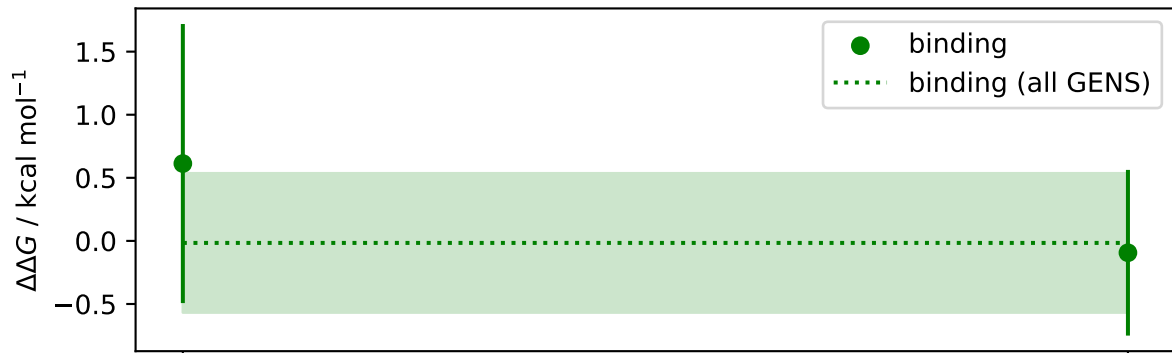 1.5
1.0
0.5
0.0
−0.5
ΔΔG / kcal mol⁻¹
binding
binding (all GENS)